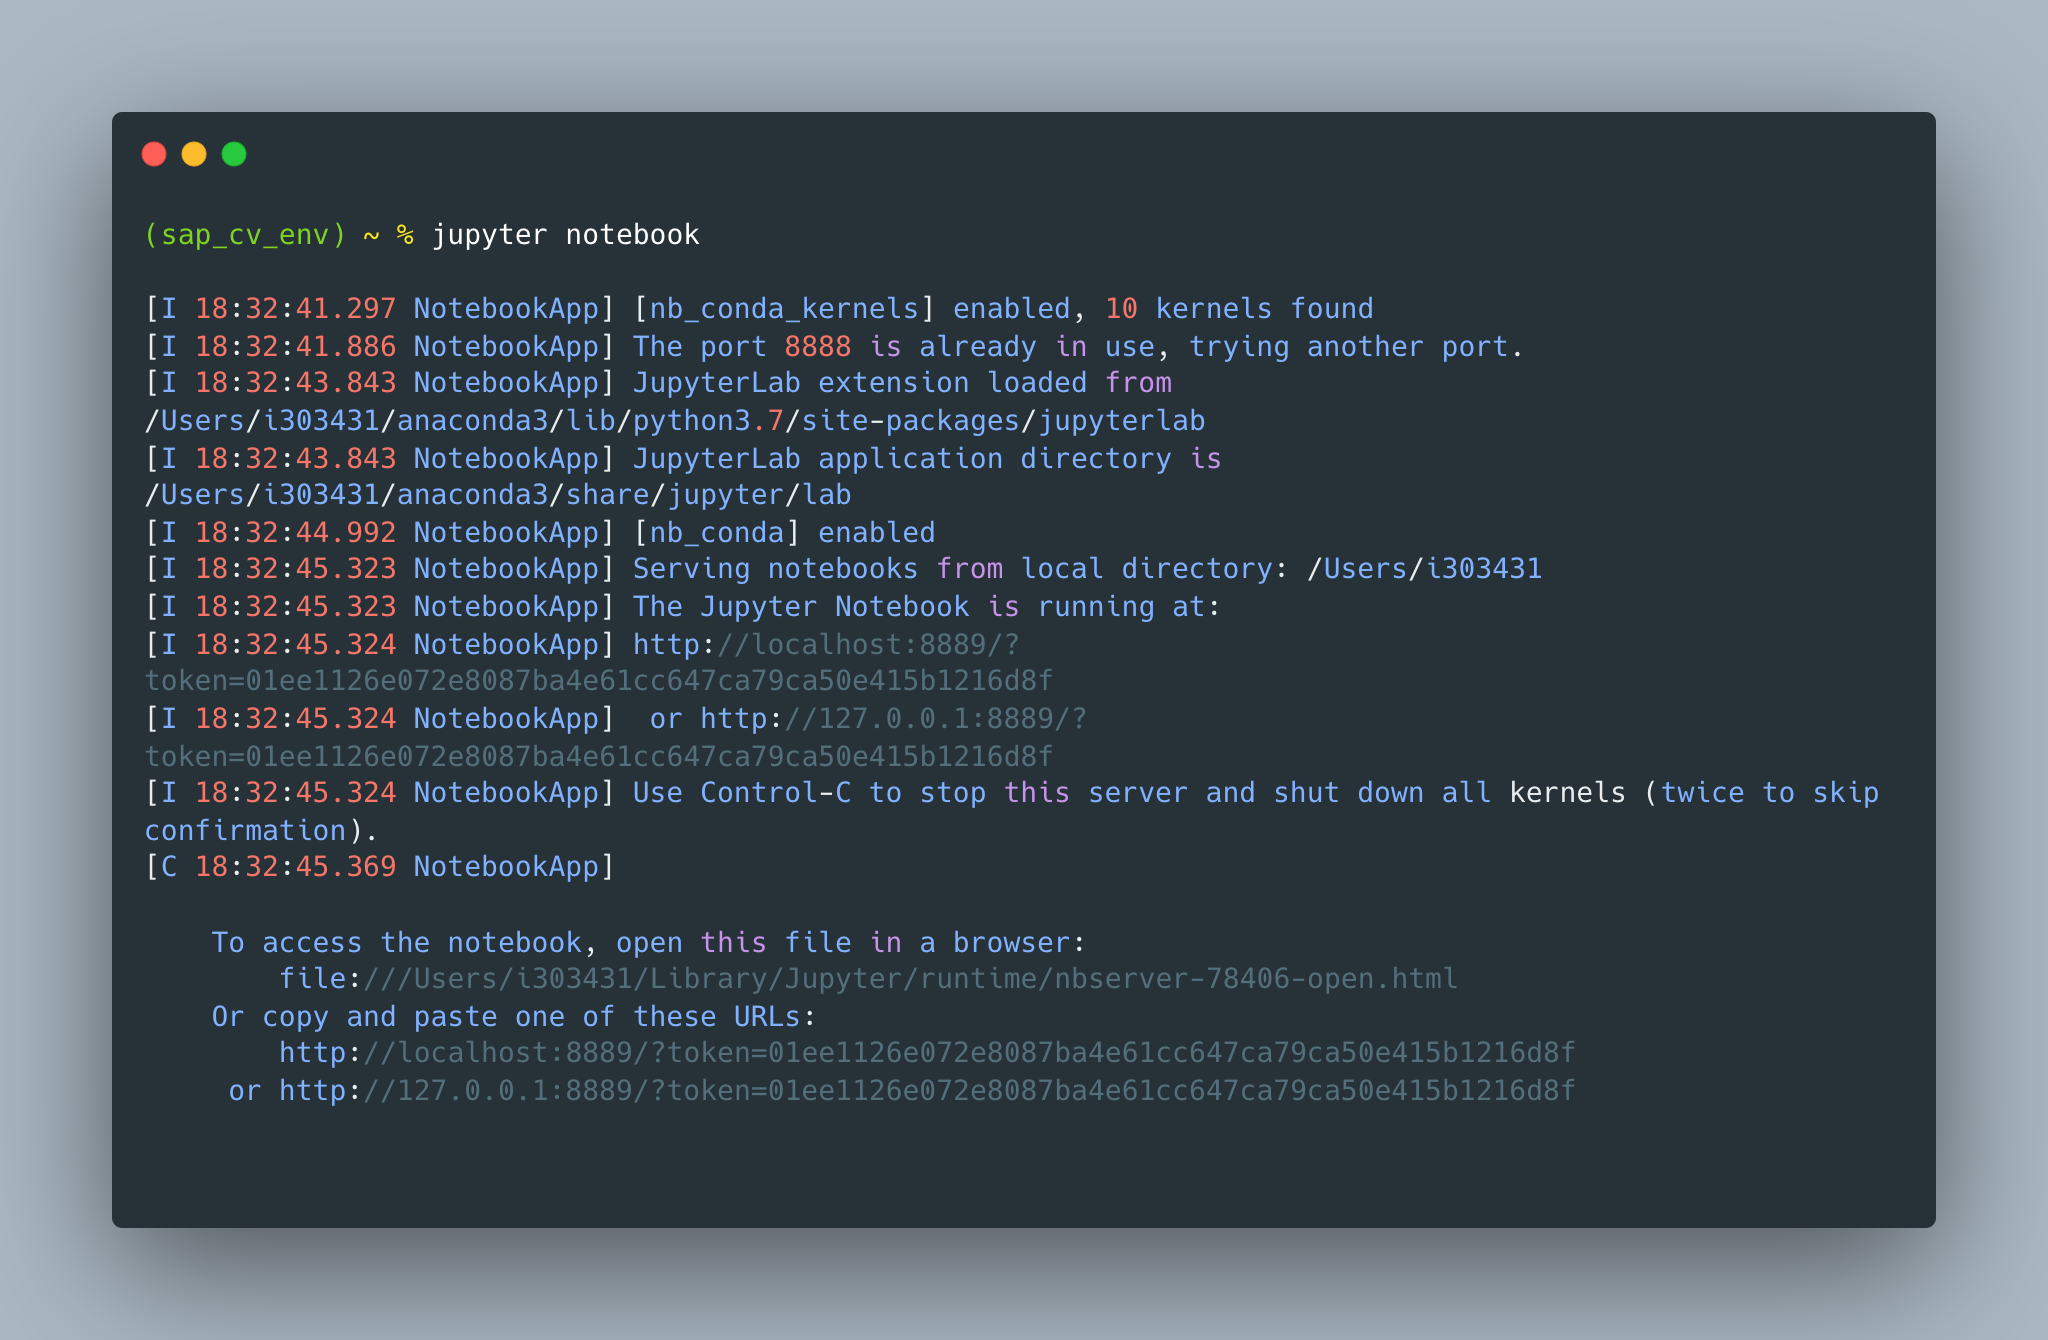 (sap_cv_env) ~ % jupyter notebook
[I 18:32:41.297 NotebookApp] [nb_conda_kernels] enabled, 10 kernels found
[I 18:32:41.886 NotebookApp] The port 8888 is already in use, trying another port.
[I 18:32:43.843 NotebookApp] JupyterLab extension loaded from
/Users/i303431/anaconda3/lib/python3.7/site-packages/jupyterlab
[I 18:32:43.843 NotebookApp] JupyterLab application directory is
/Users/i303431/anaconda3/share/jupyter/lab
[I 18:32:44.992 NotebookApp] [nb_conda] enabled
[I 18:32:45.323 NotebookApp] Serving notebooks from local directory: /Users/i303431
[I 18:32:45.323 NotebookApp] The Jupyter Notebook is running at:
[I 18:32:45.324 NotebookApp] http://localhost:8889/?
token=01ee1126e072e8087ba4e61cc647ca79ca50e415b1216d8f
[I 18:32:45.324 NotebookApp]  or http://127.0.0.1:8889/?
token=01ee1126e072e8087ba4e61cc647ca79ca50e415b1216d8f
[I 18:32:45.324 NotebookApp] Use Control-C to stop this server and shut down all kernels (twice to skip
confirmation).
[C 18:32:45.369 NotebookApp]
    To access the notebook, open this file in a browser:
        file:///Users/i303431/Library/Jupyter/runtime/nbserver-78406-open.html
    Or copy and paste one of these URLs:
        http://localhost:8889/?token=01ee1126e072e8087ba4e61cc647ca79ca50e415b1216d8f
     or http://127.0.0.1:8889/?token=01ee1126e072e8087ba4e61cc647ca79ca50e415b1216d8f